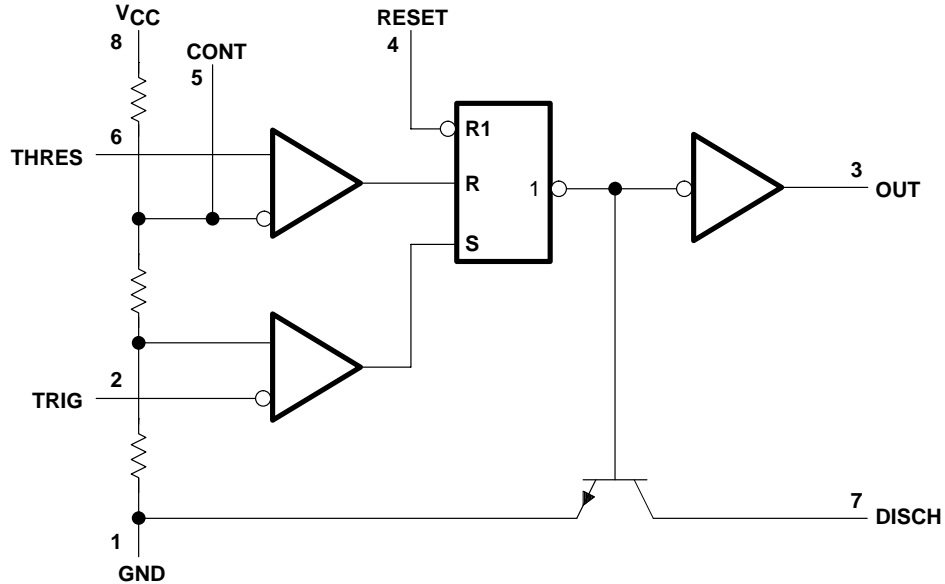 VCC
8
CONT
5
RESET
4
6
THRES
R1
R
1
S
3
OUT
2
TRIG
7
DISCH
1
GND